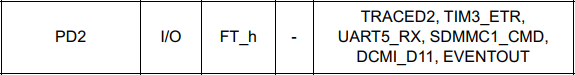 PD2 I/O FT_h - TRACED2, TIM3_ETR,
UART5_RX, SDMMC1_CMD,
DCMI_D11, EVENTOUT